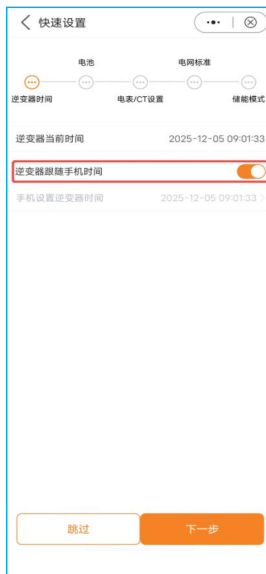 快速设置
电池
电网标准
逆变器时间
电表/CT设置
储能模式
逆变器当前时间
2025-12-05 09:01:33
逆变器跟随手机时间
手机设置逆变器时间
2025-12-05 09:01:33
跳过
下一步